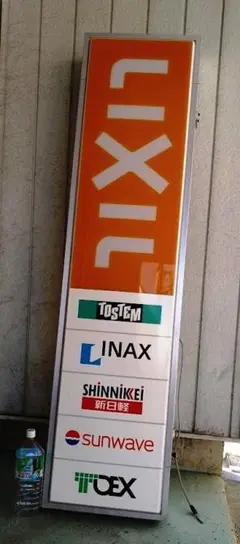 LIXIL
TOSTEM
INAX
SHINNIKKEI
新日軽
sunwave
TOEX